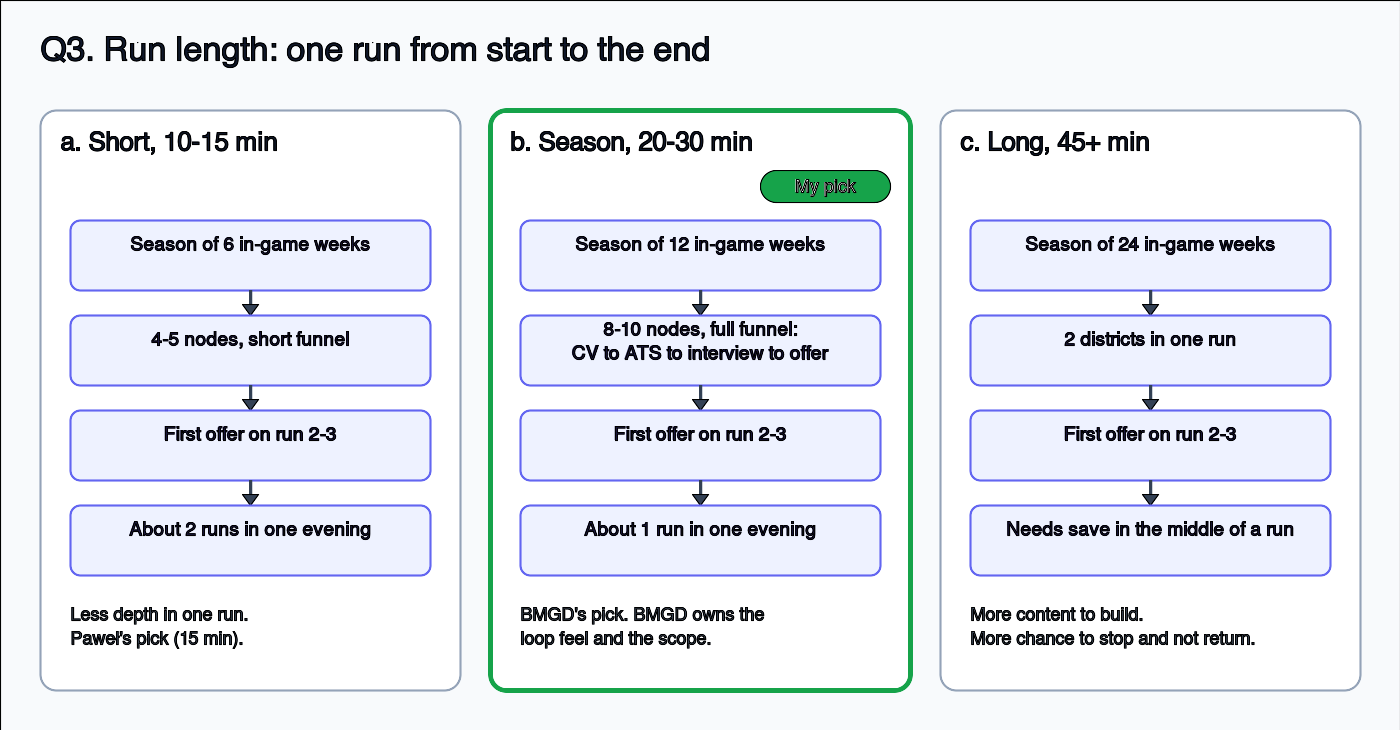 Q3. Run length: one run from start to the end
a. Short, 10-15 min
Season of 6 in-game weeks
4-5 nodes, short funnel
First offer on run 2-3
About 2 runs in one evening
Less depth in one run.
Paweł's pick (15 min).
b. Season, 20-30 min
My pick
Season of 12 in-game weeks
8-10 nodes, full funnel:
CV to ATS to interview to offer
First offer on run 2-3
About 1 run in one evening
BMGD's pick. BMGD owns the
loop feel and the scope.
c. Long, 45+ min
Season of 24 in-game weeks
2 districts in one run
First offer on run 2-3
Needs save in the middle of a run
More content to build.
More chance to stop and not return.